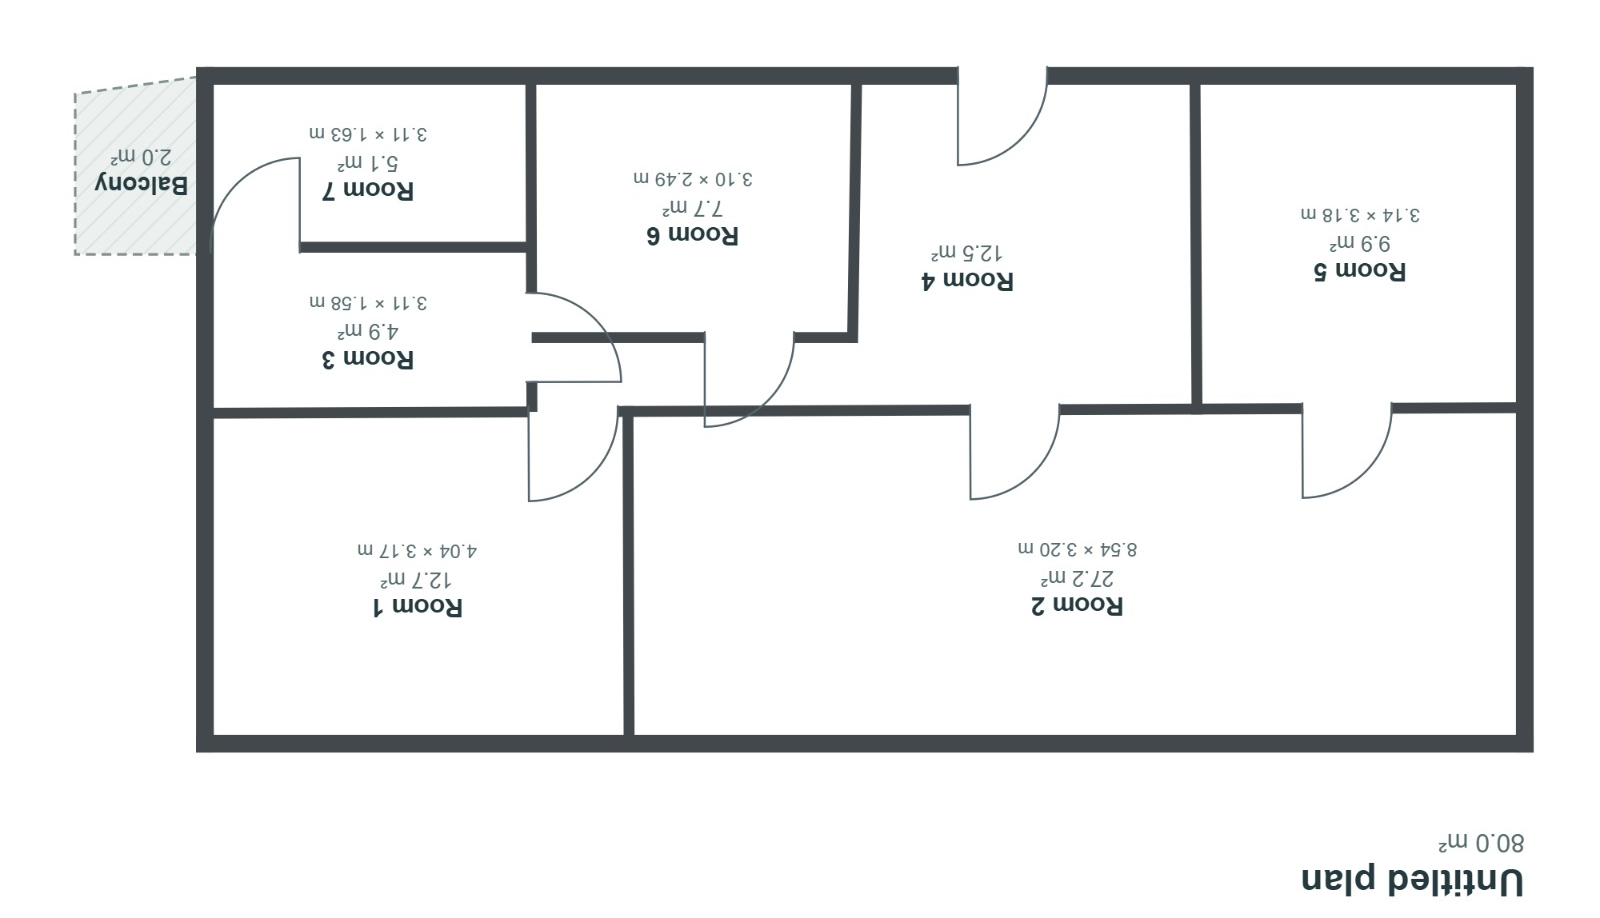 Untitled plan
80.0 m²
Room 2
27.2 m²
8.54 × 3.20 m
Room 1
12.7 m²
4.04 × 3.17 m
Room 3
4.9 m²
3.11 × 1.58 m
Room 5
9.9 m²
3.14 × 3.18 m
Room 4
12.5 m²
Room 6
7.7 m²
3.10 × 2.49 m
Room 7
5.1 m²
3.11 × 1.63 m
Balcony
2.0 m²